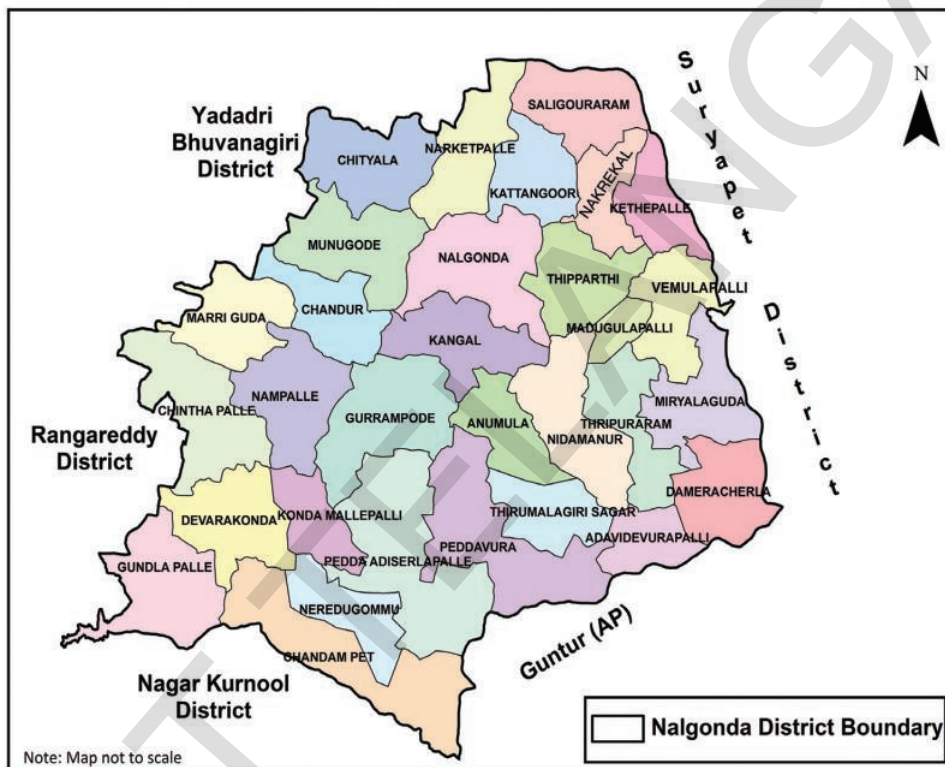 N
Suryapet District
SALIGOURARAM
Yadadri
Bhuvanagiri
District
CHITYALA
NARKETPALLE
NAKREKAL
KATTANGOOR
KETHEPALLE
MUNUGODE
NALGONDA
THIPPARTHI
VEMULAPALLI
CHANDUR
MARRI GUDA
MADUGULAPALLI
KANGAL
NAMPALLE
CHINTHA PALLE
GURRAMPODE
ANUMULA
THRIPURARAM
MIRYALAGUDA
NIDAMANUR
Rangareddy
District
DAMERACHERLA
DEVARAKONDA
KONDA MALLEPALLI
THIRUMALAGIRI SAGAR
ADAVIDEVURAPALLI
PEDDAVURA
GUNDLA PALLE
PEDDA ADISERLAPALLE
NEREDUGOMMU
CHANDAM PET
Guntur (AP)
Nagar Kurnool
District
Nalgonda District Boundary
Note: Map not to scale